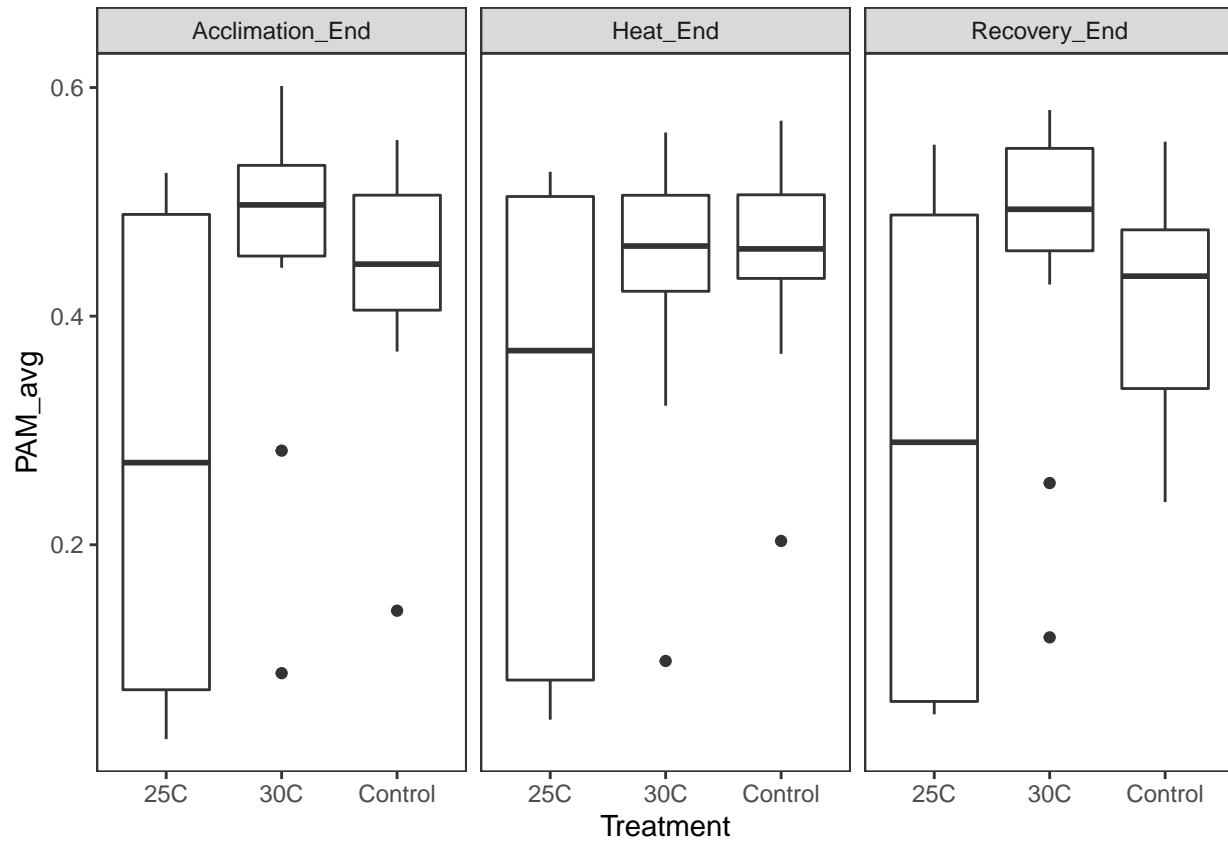 Acclimation_End Heat_End Recovery_End
0.6
0.4
0.2
PAM_avg
25C 30C Control 25C 30C Control 25C 30C Control
Treatment